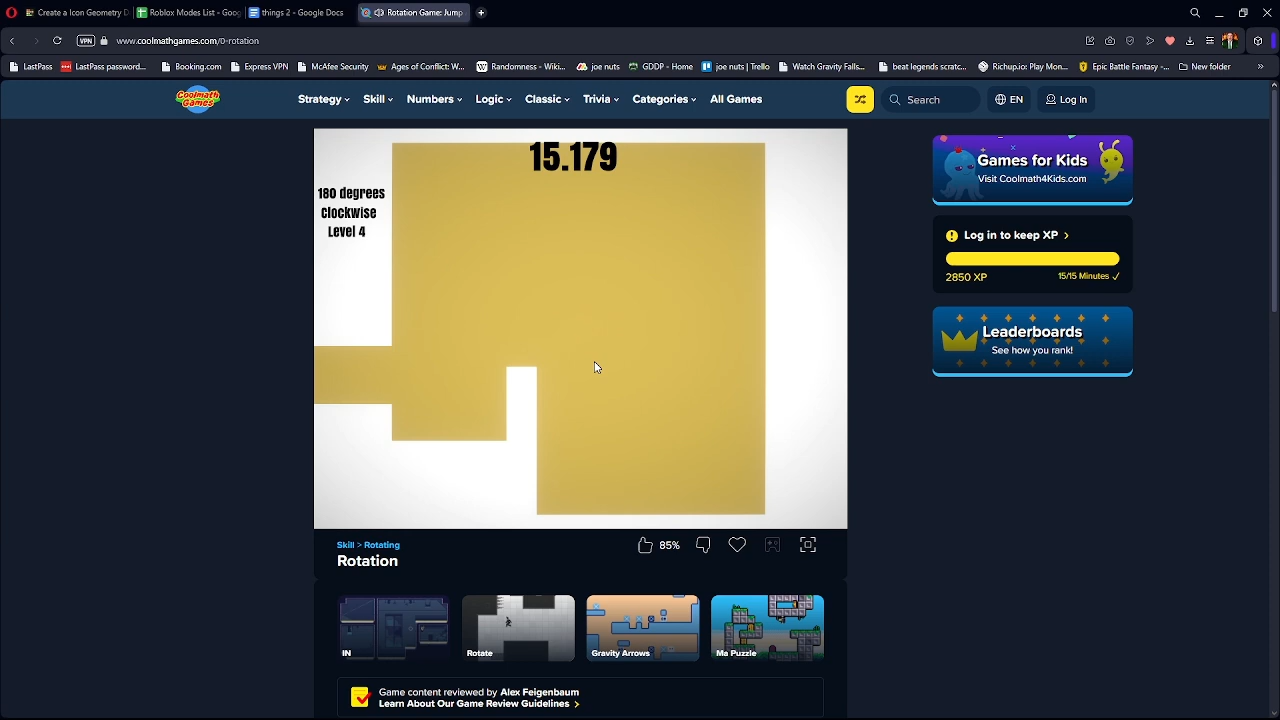 Create a Icon Geometry D
Roblox Modes List - Goog
things 2 - Google Docs
Rotation Game: Jump
VPN
www.coolmathgames.com/0-rotation
LastPass
LastPass password...
Booking.com
Express VPN
McAfee Security
Ages of Conflict: W...
Randomness - Wiki...
joe nuts
GDDP - Home
joe nuts | Trello
Watch Gravity Falls...
beat legends scratc...
Richup.io: Play Mon...
Epic Battle Fantasy -...
New folder
Coolmath Games
Strategy
Skill
Numbers
Logic
Classic
Trivia
Categories
All Games
Search
EN
Log In
15.179
180 degrees
Clockwise
Level 4
Games for Kids
Visit Coolmath4Kids.com
Log in to keep XP >
2850 XP
15/15 Minutes ✓
Leaderboards
See how you rank!
Skill > Rotating
Rotation
85%
IN
Rotate
Gravity Arrows
Ma Puzzle
Game content reviewed by Alex Feigenbaum
Learn About Our Game Review Guidelines >